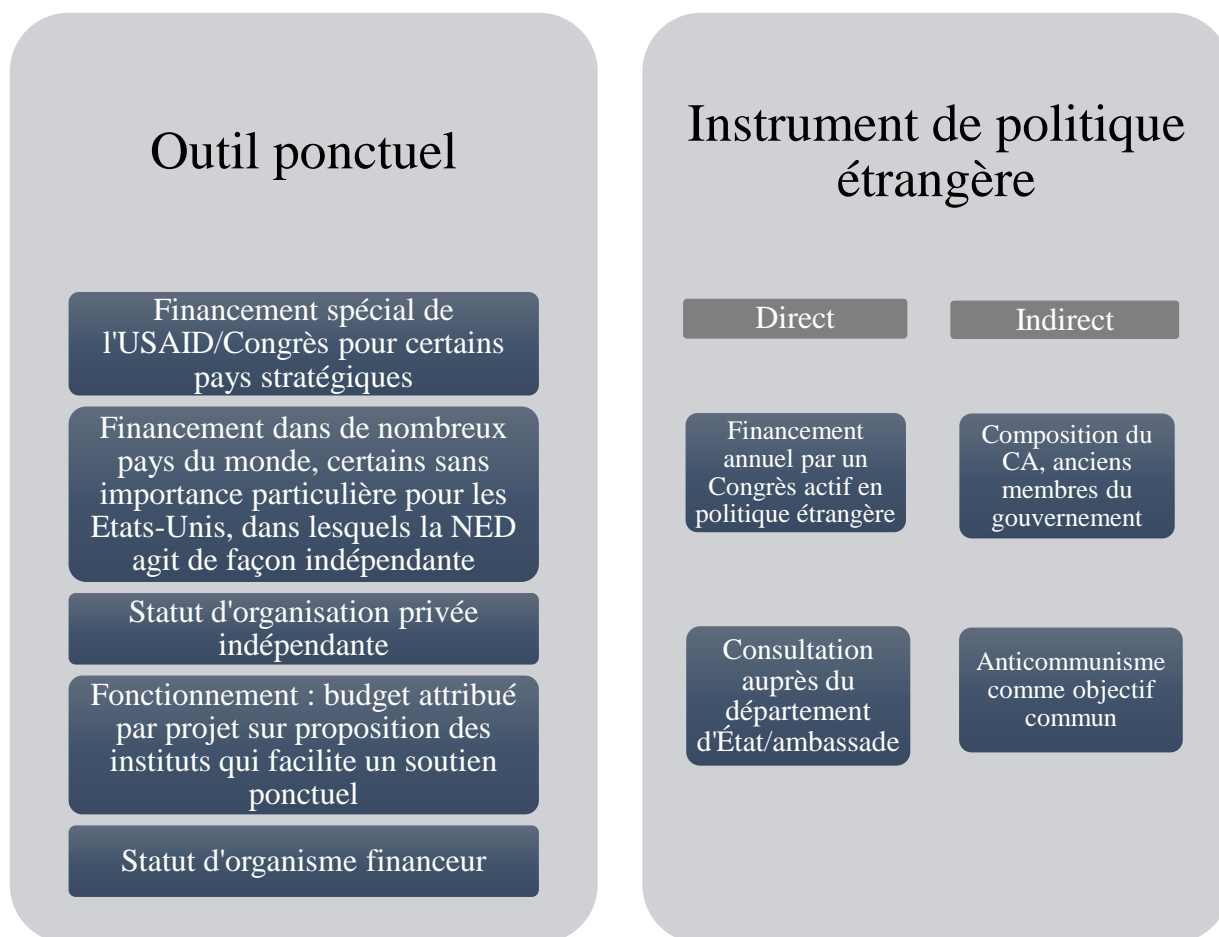 Outil ponctuel
Financement spécial de
l'USAID/Congrès pour certains
pays stratégiques
Financement dans de nombreux
pays du monde, certains sans
importance particulière pour les
Etats-Unis, dans lesquels la NED
agit de façon indépendante
Statut d'organisation privée
indépendante
Fonctionnement : budget attribué
par projet sur proposition des
instituts qui facilite un soutien
ponctuel
Statut d'organisme financeur
Instrument de politique
étrangère
Direct
Financement
annuel par un
Congrès actif en
politique étrangère
Consultation
auprès du
département
d'État/ambassade
Indirect
Composition du
CA, anciens
membres du
gouvernement
Anticommunisme
comme objectif
commun